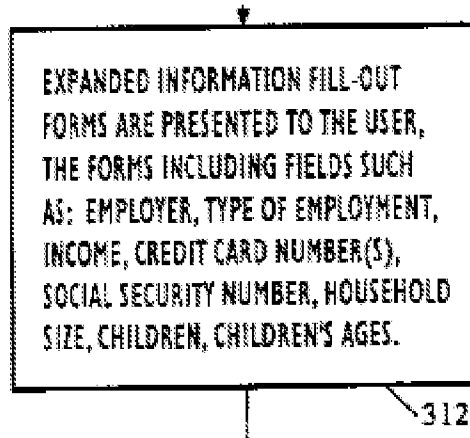 EXPANDED INFORMATION FILL-OUT
FORMS ARE PRESENTED TO THE USER,
THE FORMS INCLUDING FIELDS SUCH
AS: EMPLOYER, TYPE OF EMPLOYMENT,
INCOME, CREDIT CARD NUMBER(S),
SOCIAL SECURITY NUMBER, HOUSEHOLD
SIZE, CHILDREN, CHILDREN'S AGES.
312